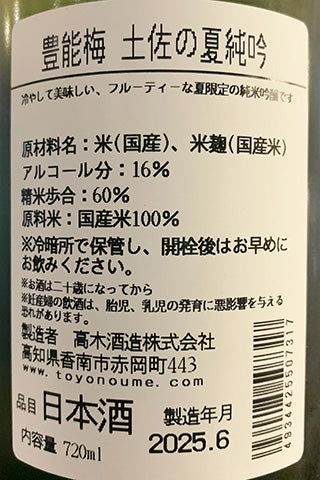 豊能梅 土佐の夏純吟
冷やして美味しい、フルーティーな夏限定の純米吟醸です
原材料名：米(国産)、米麹(国産米)
アルコール分：16%
精米歩合：60%
原料米：国産米100%
※冷暗所で保管し、開栓後はお早めに
お飲みください。
※お酒は二十歳になってから
※妊産婦の飲酒は、胎児、乳児の発育に悪影響を与える
恐れがあります。
製造者 高木酒造株式会社
高知県香南市赤岡町443
www.toyonoume.com
品目 日本酒 製造年月
内容量 720ml 2025.6
4934425507317